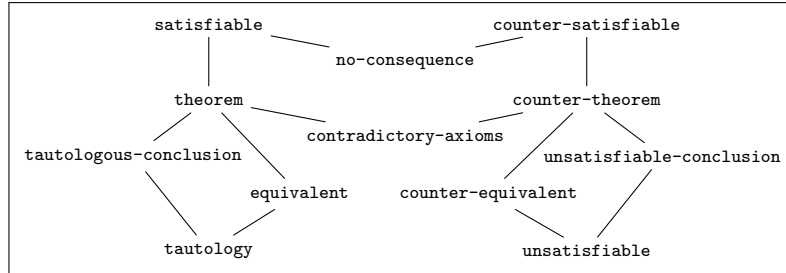 satisfiable counter-satisfiable
no-consequence
theorem counter-theorem
contradictory-axioms
tautologous-conclusion unsatisfiable-conclusion
equivalent counter-equivalent
tautology unsatisfiable